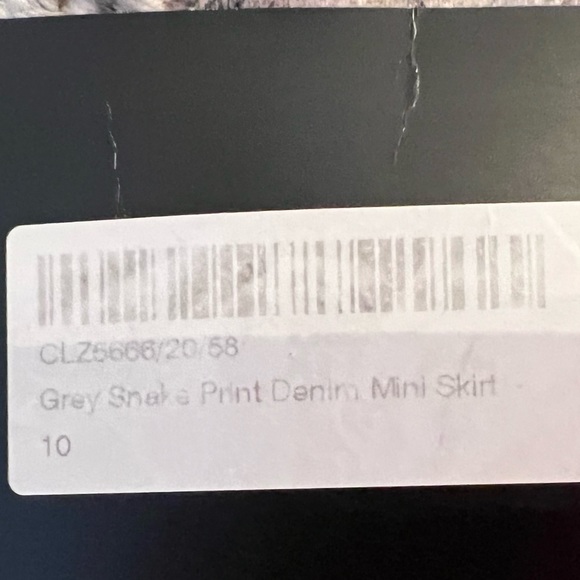 CLZ5666/20/58
Grey Snake Print Denim Mini Skirt
10